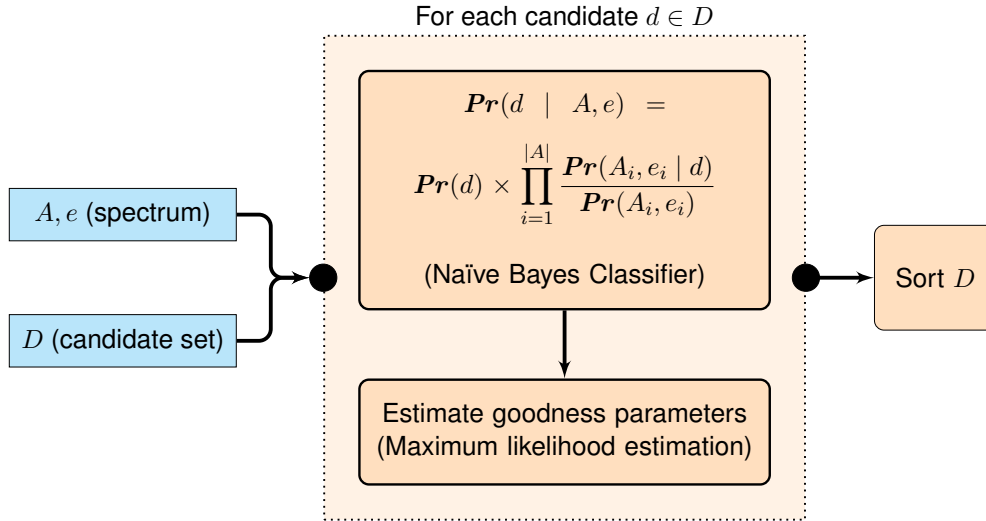 For each candidate d ∈ D
Pr(d | A, e) =
Pr(d) × ∏_{i=1}^{|A|} Pr(A_i, e_i | d) / Pr(A_i, e_i)
(Naïve Bayes Classifier)
A, e (spectrum)
D (candidate set)
Sort D
Estimate goodness parameters
(Maximum likelihood estimation)